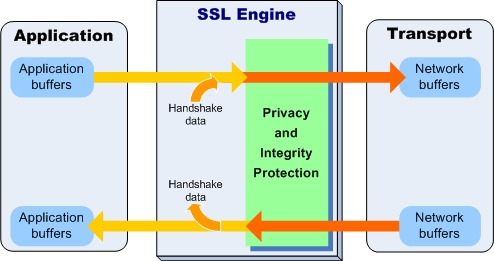 Application
SSL Engine
Transport
Application
buffers
Handshake
data
Network
buffers
Privacy
and
Integrity
Protection
Handshake
data
Application
buffers
Network
buffers